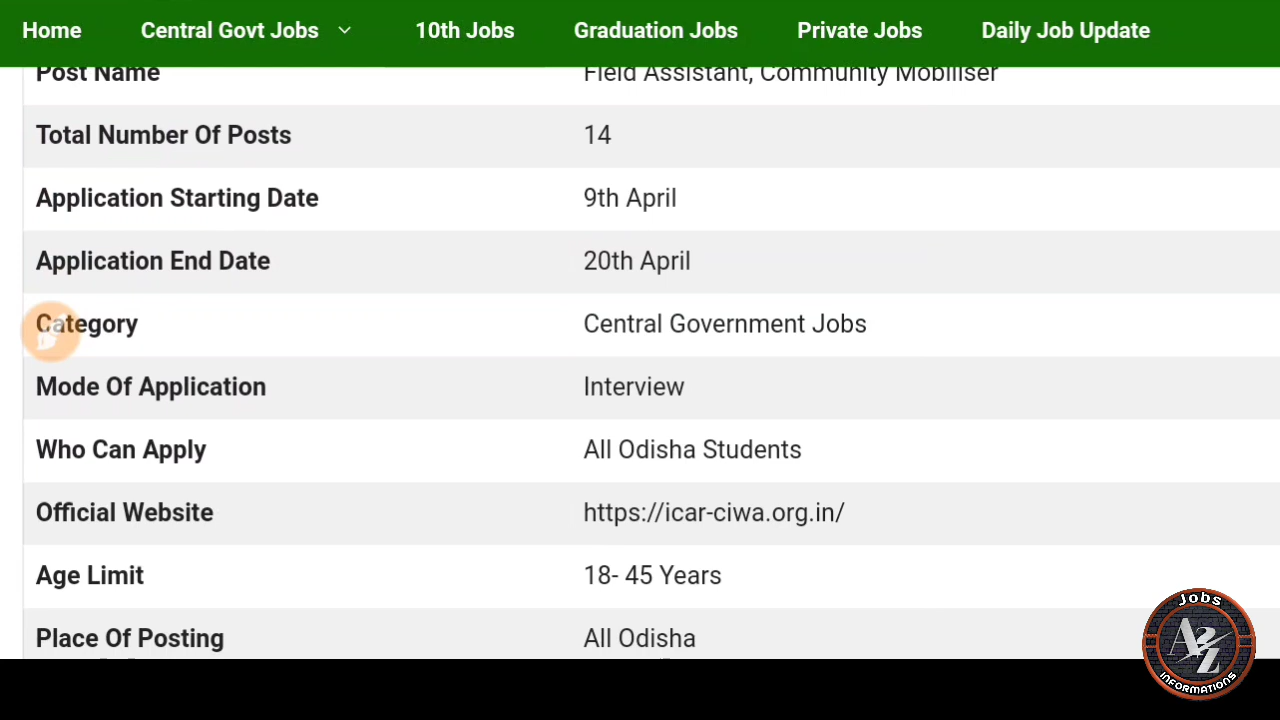 Home Central Govt Jobs 10th Jobs Graduation Jobs Private Jobs Daily Job Update
Post Name Field Assistant, Community Mobiliser
Total Number Of Posts 14
Application Starting Date 9th April
Application End Date 20th April
Category Central Government Jobs
Mode Of Application Interview
Who Can Apply All Odisha Students
Official Website https://icar-ciwa.org.in/
Age Limit 18- 45 Years
Place Of Posting All Odisha
Jobs
A2Z
INFORMATIONS